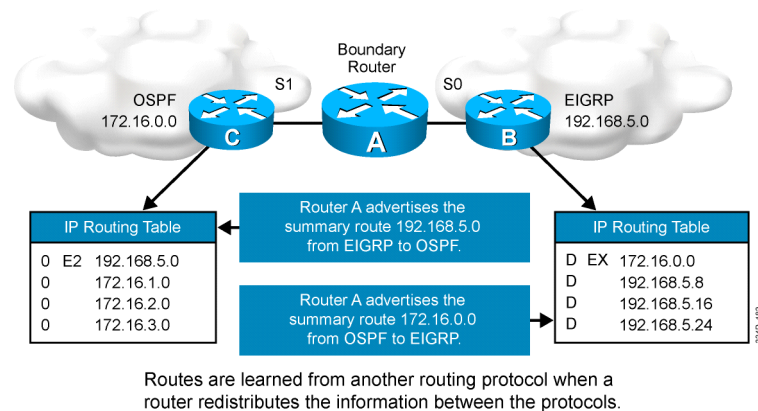 Boundary
Router
OSPF
172.16.0.0
S1
S0
EIGRP
192.168.5.0
C
A
B
IP Routing Table
0 E2 192.168.5.0
0 172.16.1.0
0 172.16.2.0
0 172.16.3.0
Router A advertises the
summary route 192.168.5.0
from EIGRP to OSPF.
Router A advertises the
summary route 172.16.0.0
from OSPF to EIGRP.
IP Routing Table
D EX 172.16.0.0
D 192.168.5.8
D 192.168.5.16
D 192.168.5.24
Routes are learned from another routing protocol when a
router redistributes the information between the protocols.